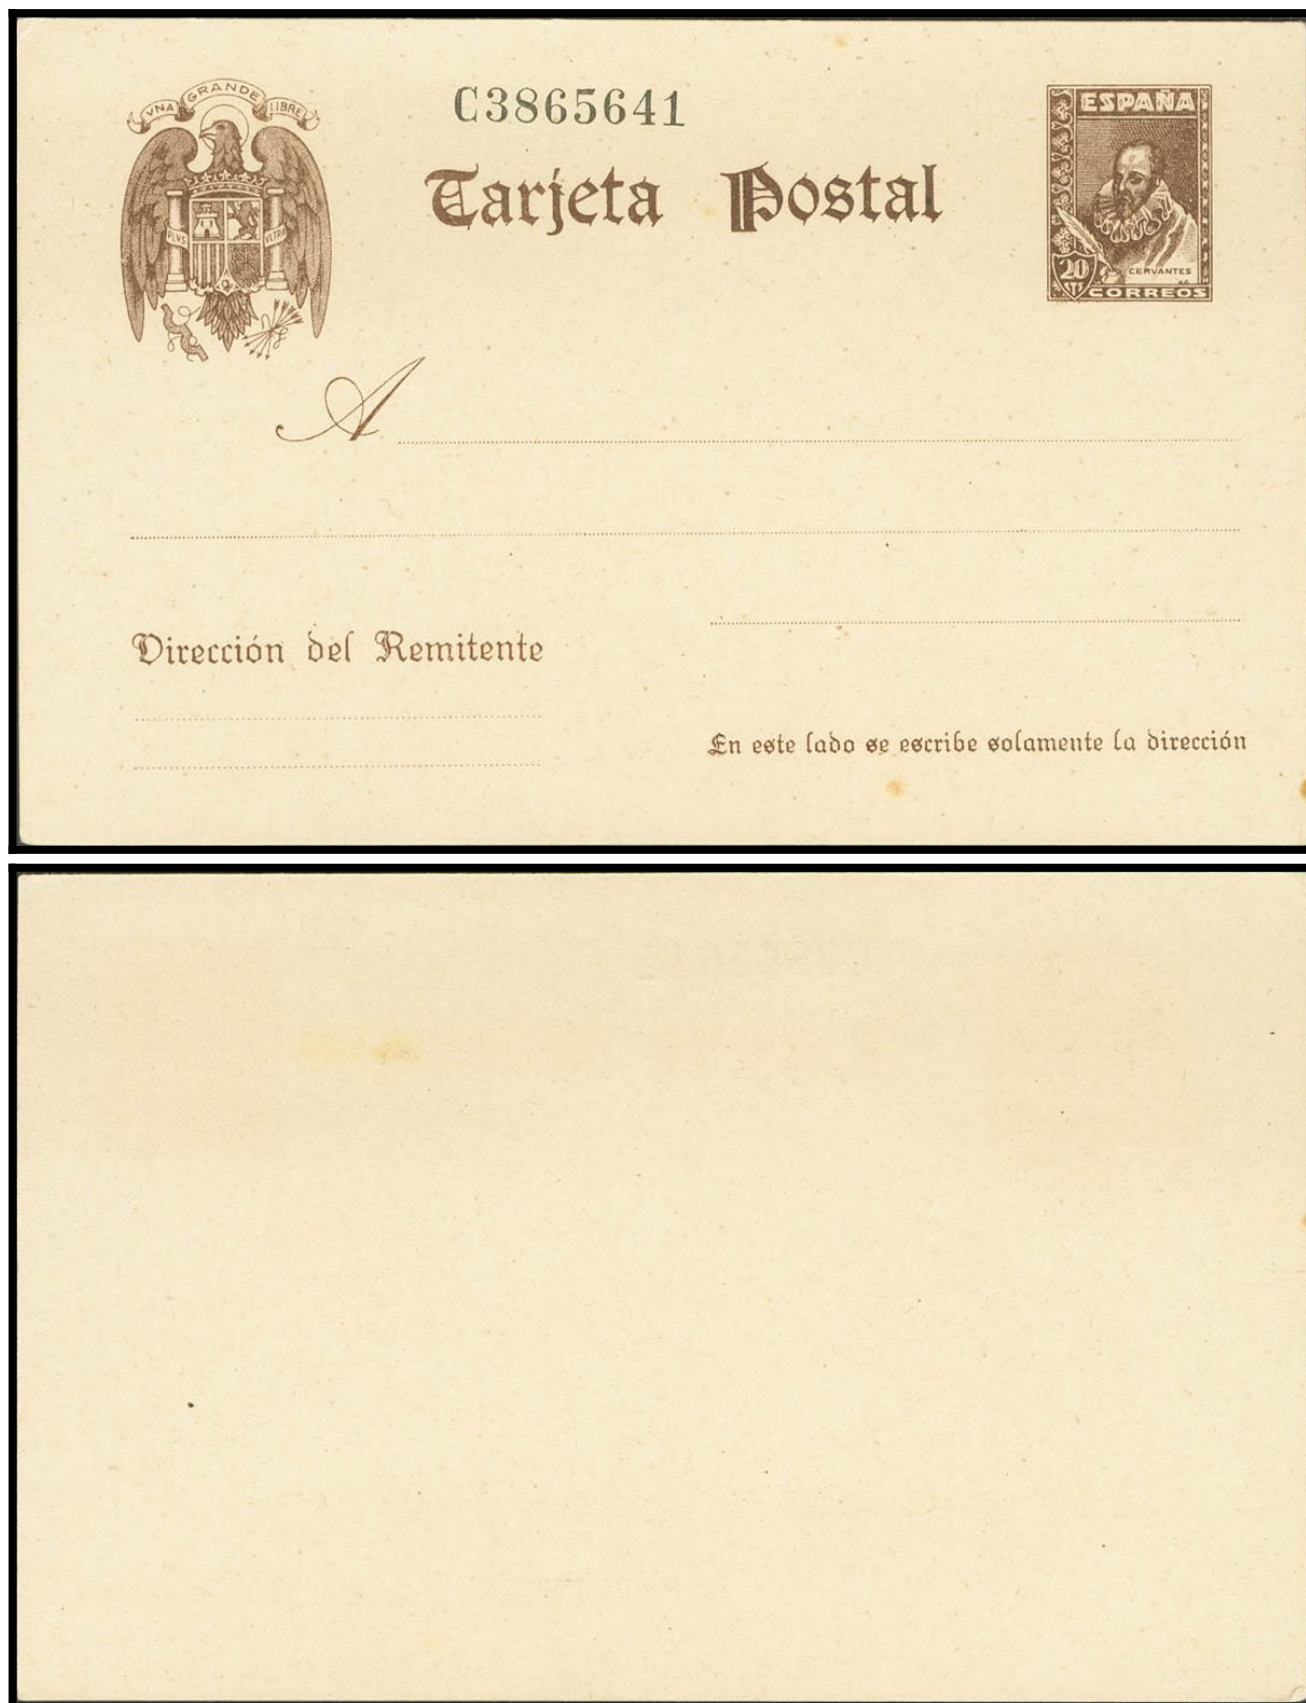 VNA GRANDE LIBRE
PLVS VLTRA
C3865641
Tarjeta Postal
ESPAÑA
CERVANTES
20
CTS
CORREOS
A
Dirección del Remitente
En este lado se escribe solamente la dirección